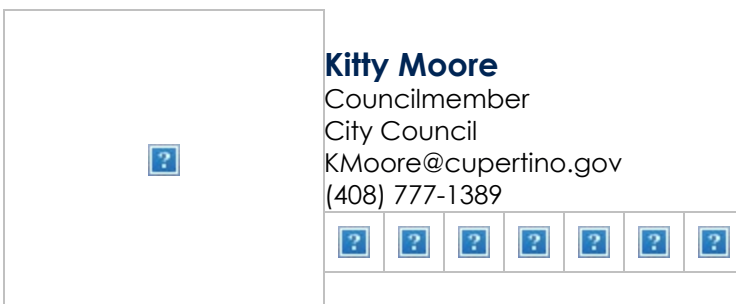 Kitty Moore
Councilmember
City Council
KMoore@cupertino.gov
(408) 777-1389